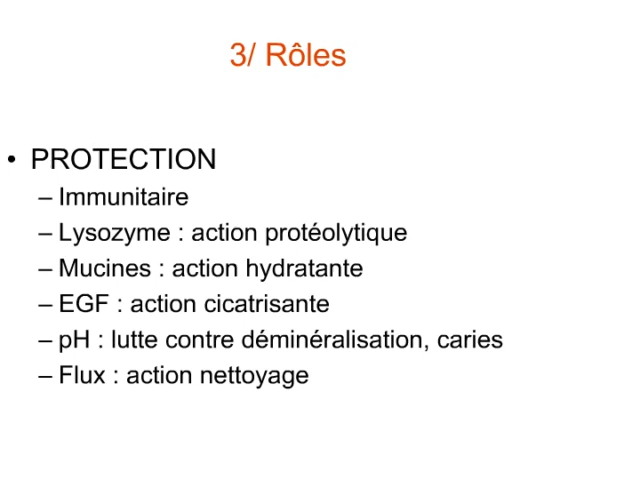 3/ Rôles
• PROTECTION
– Immunitaire
– Lysozyme : action protéolytique
– Mucines : action hydratante
– EGF : action cicatrisante
– pH : lutte contre déminéralisation, caries
– Flux : action nettoyage